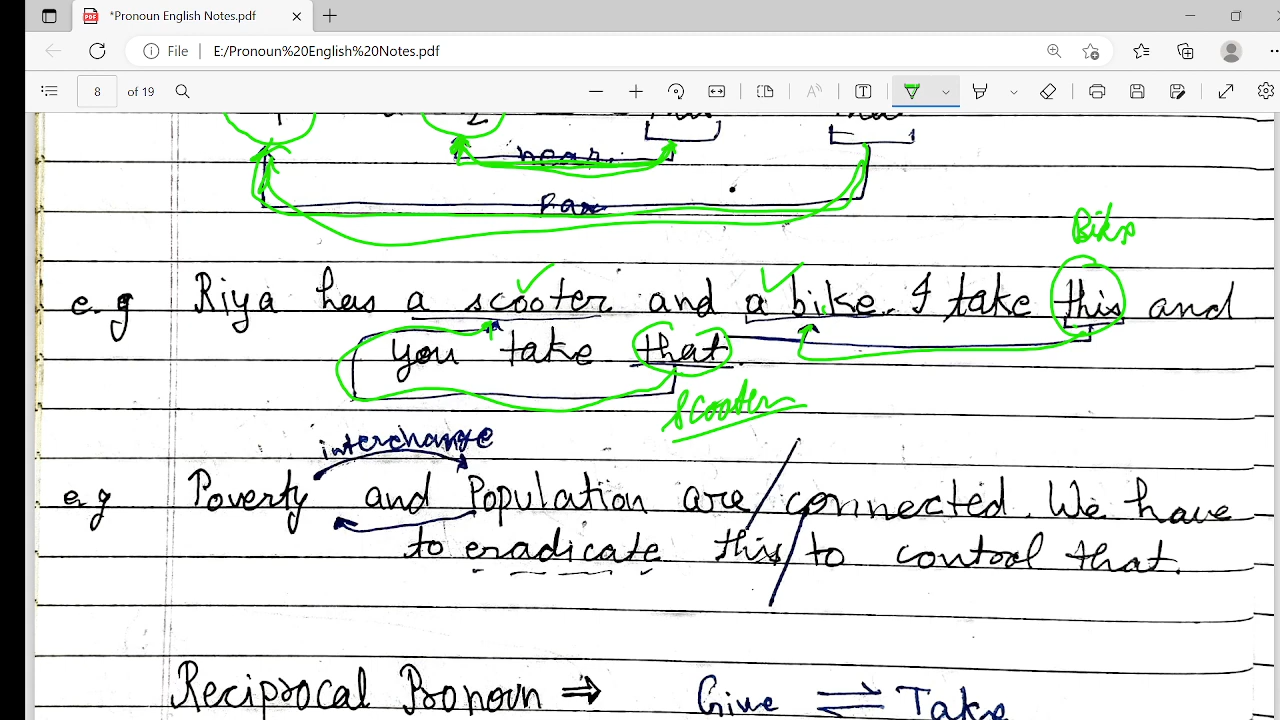 *Pronoun English Notes.pdf
File | E:/Pronoun%20English%20Notes.pdf
8 of 19
1 2
near
Far
Bike
e.g Riya has a scooter and a bike. I take this and
you take that.
Scooter
interchange
e.g Poverty and Population are connected. We have
to eradicate this to control that.
Reciprocal Pronoun ⇒ Give ⇌ Take